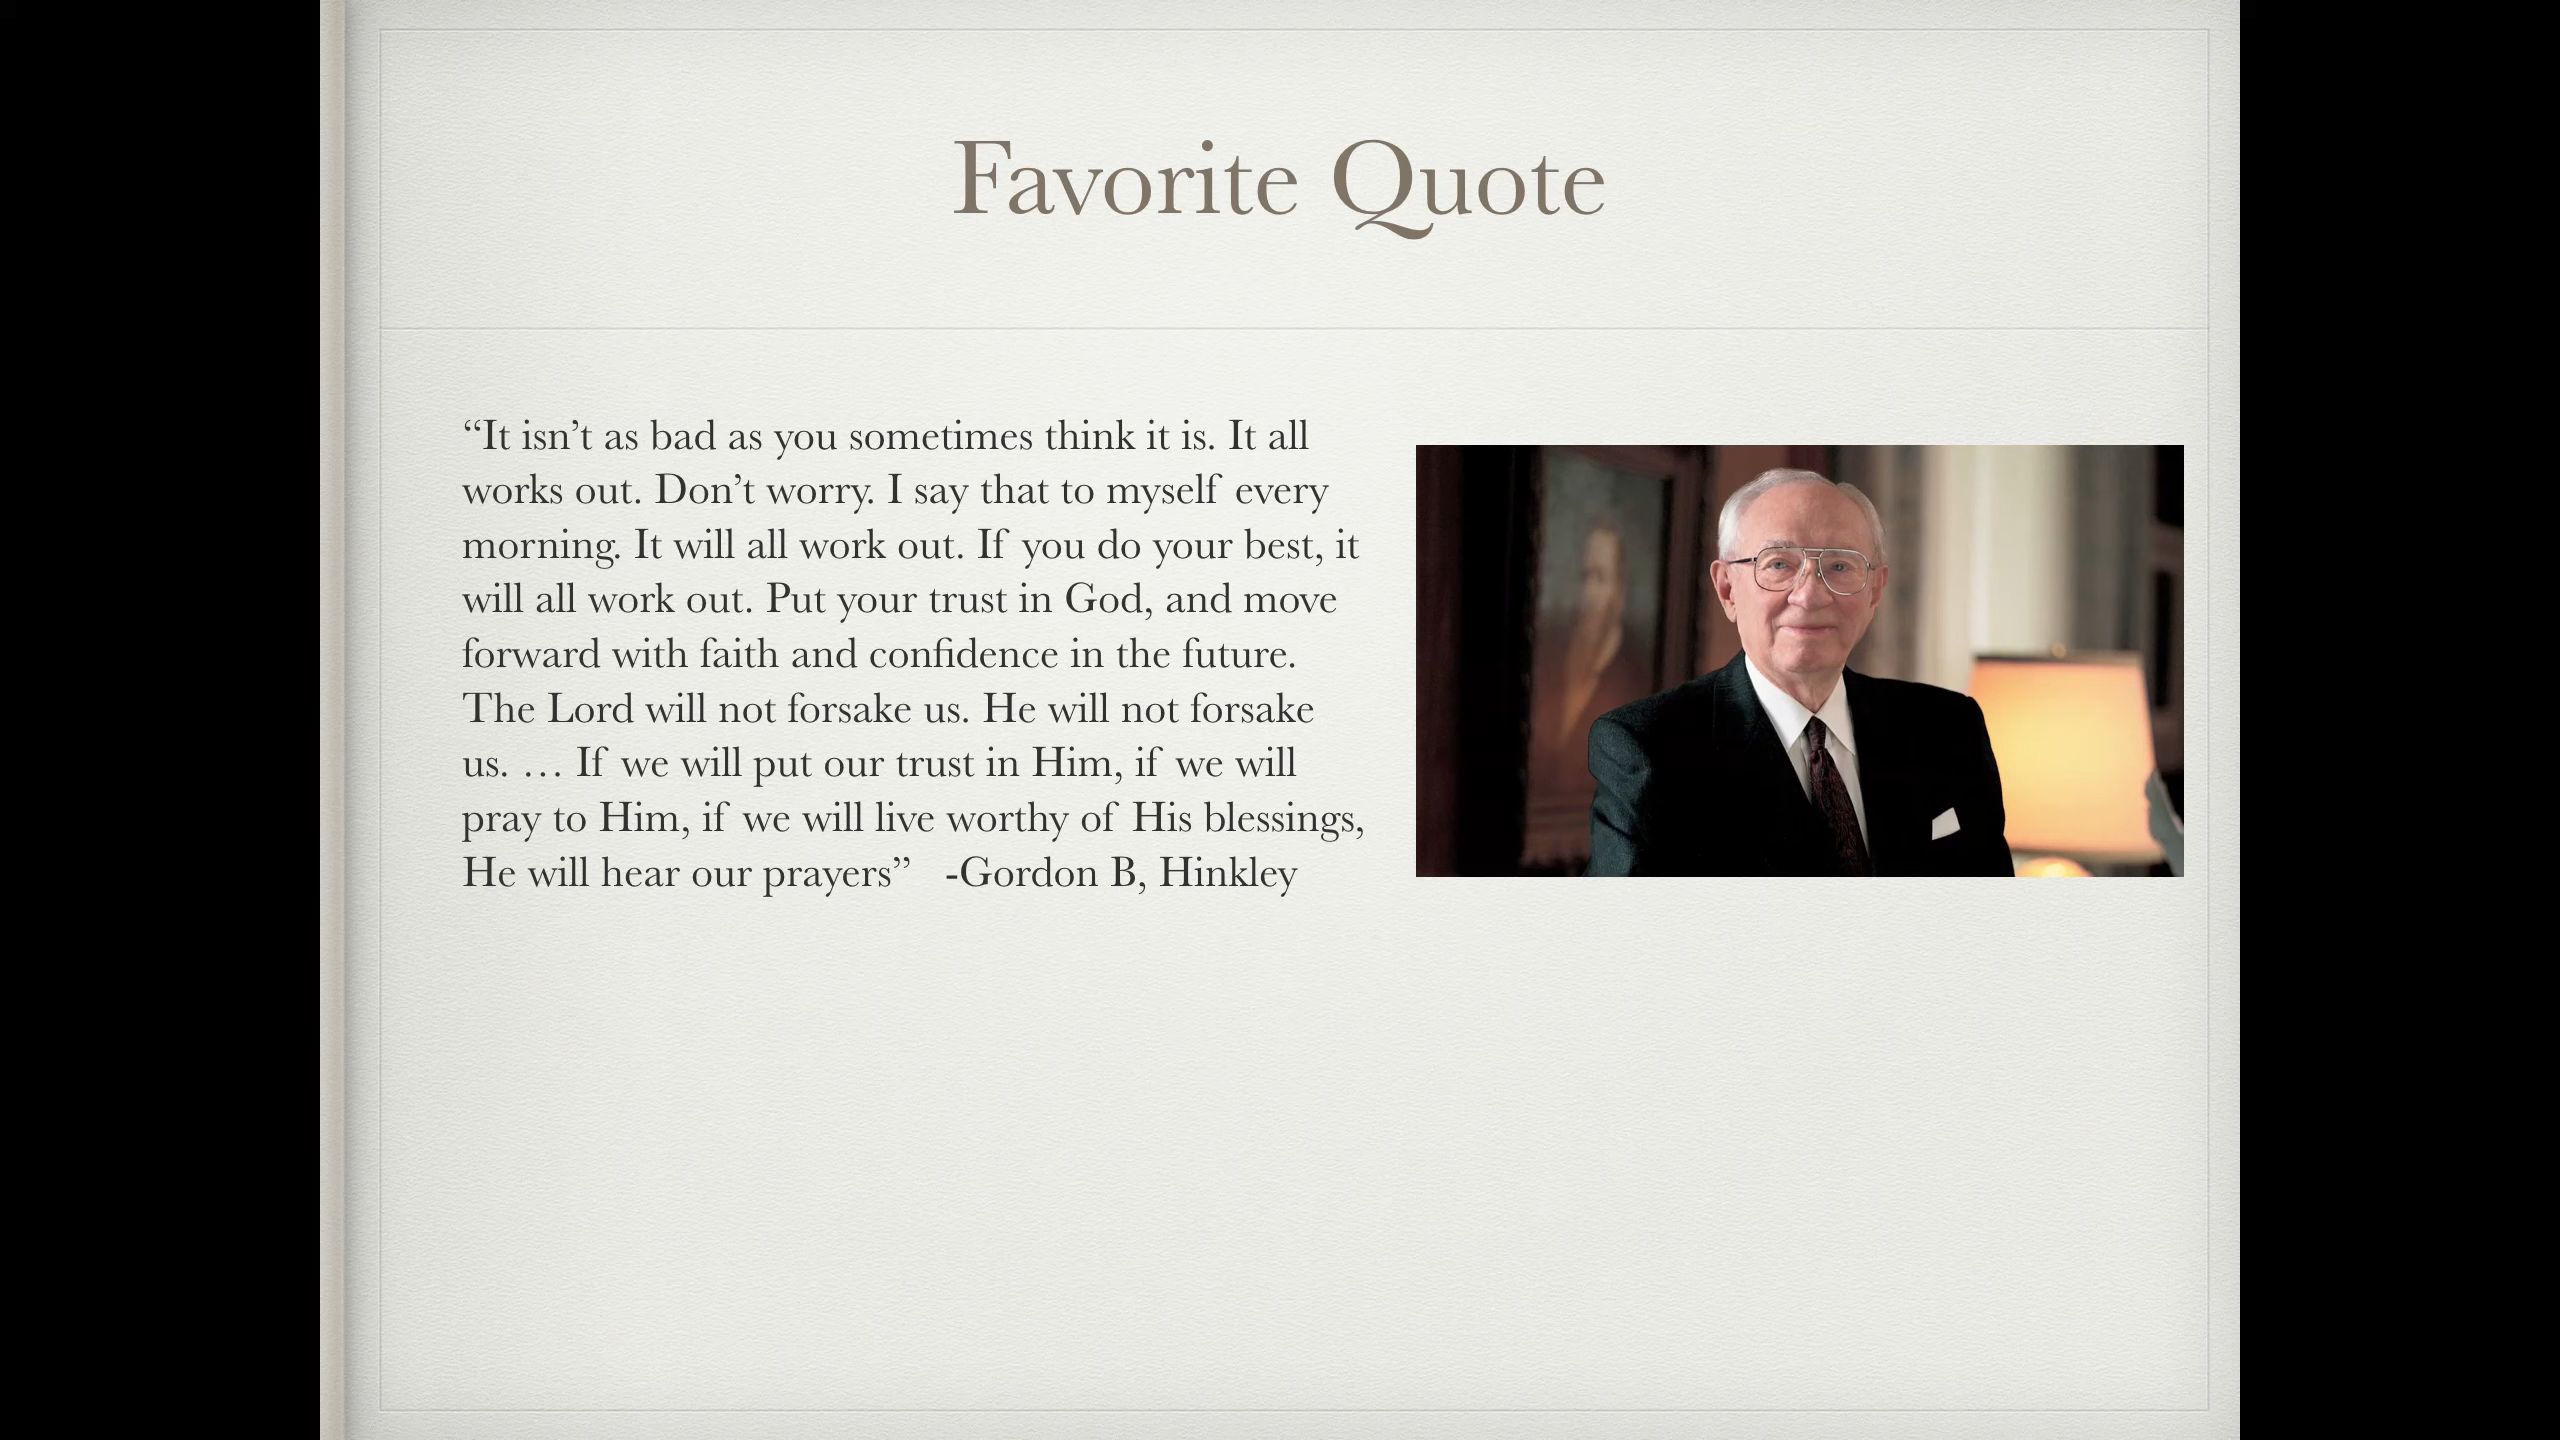 Favorite Quote
“It isn’t as bad as you sometimes think it is. It all
works out. Don’t worry. I say that to myself every
morning. It will all work out. If you do your best, it
will all work out. Put your trust in God, and move
forward with faith and confidence in the future.
The Lord will not forsake us. He will not forsake
us. … If we will put our trust in Him, if we will
pray to Him, if we will live worthy of His blessings,
He will hear our prayers” -Gordon B, Hinkley